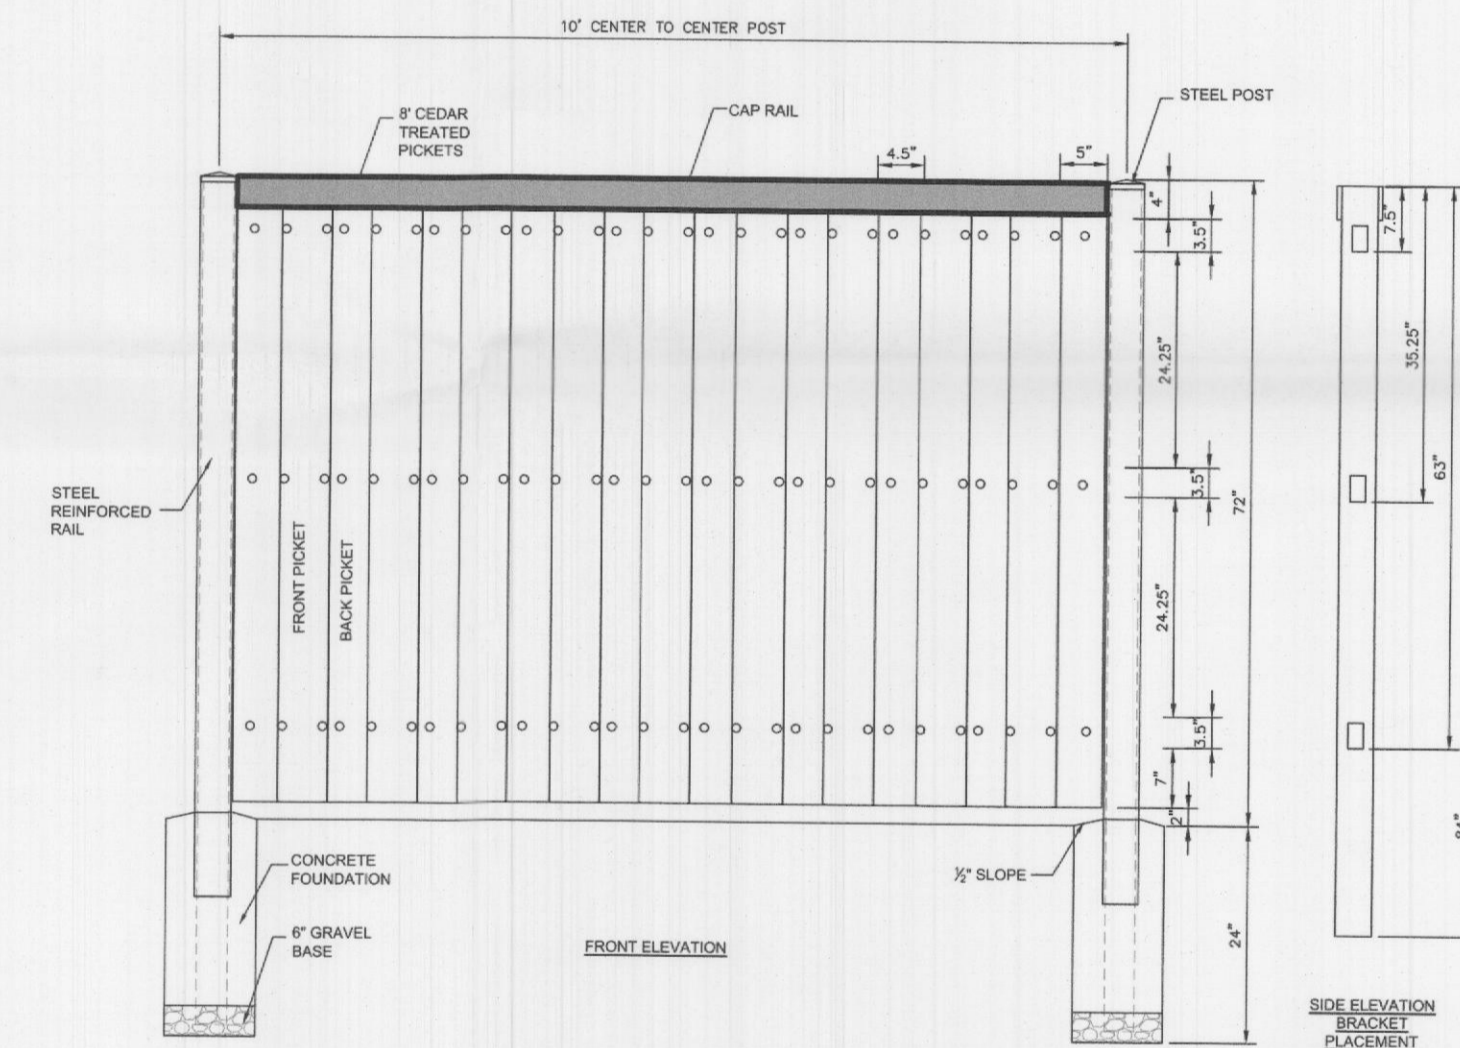 10' CENTER TO CENTER POST
STEEL POST
8' CEDAR
TREATED
PICKETS
CAP RAIL
4.5"
5"
4"
3.5"
7.5"
24.25"
35.25"
63"
3.5"
72"
STEEL
REINFORCED
RAIL
FRONT PICKET
BACK PICKET
24.25"
3.5"
7"
2"
CONCRETE
FOUNDATION
½" SLOPE
6" GRAVEL
BASE
FRONT ELEVATION
24"
SIDE ELEVATION
BRACKET
PLACEMENT